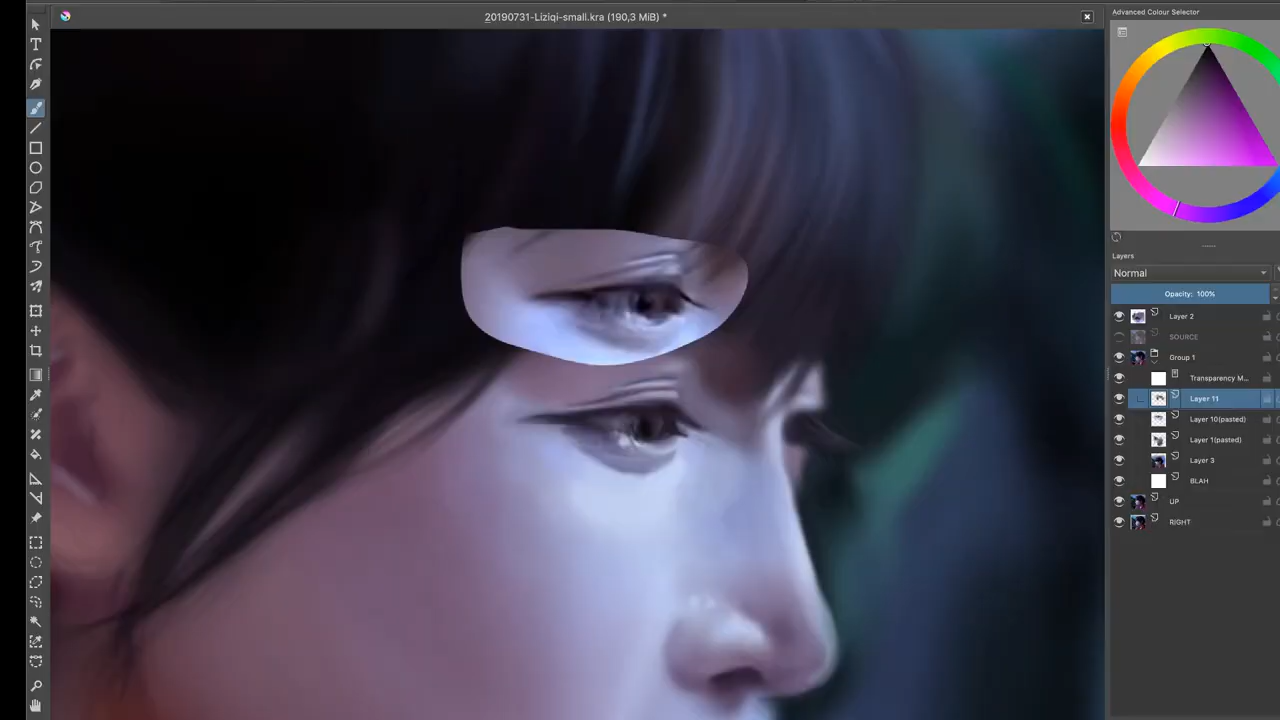 20190731-Liziqi-small.kra (190,3 MiB) *
Advanced Colour Selector
Layers
Normal
Opacity: 100%
Layer 2
SOURCE
Group 1
Transparency M...
Layer 11
Layer 10(pasted)
Layer 1(pasted)
Layer 3
BLAH
UP
RIGHT